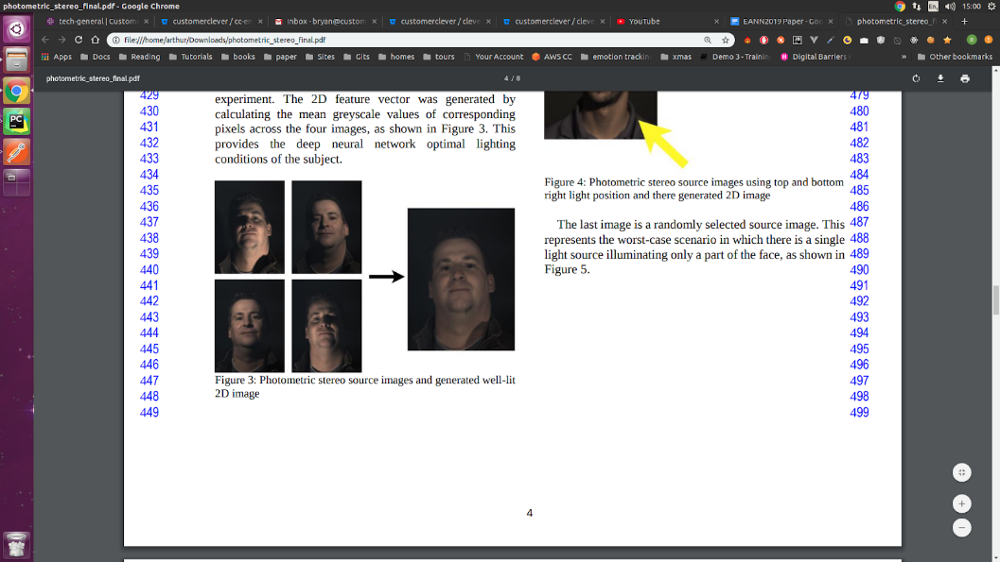 photometric_stereo_final.pdf - Google Chrome
En
15:00
tech-general | Custome
customerclever / cc-em
Inbox - bryan@custom
customerclever / clever
customerclever / clever
YouTube
EANN2019 Paper - Goo
photometric_stereo_fi
file:///home/arthur/Downloads/photometric_stereo_final.pdf
Apps
Docs
Reading
Tutorials
books
paper
Sites
Gits
homes
tours
Your Account
AWS CC
emotion trackin
xmas
Demo 3 - Trainin
Digital Barriers
Other bookmarks
photometric_stereo_final.pdf
4 / 8
429
430
431
432
433
434
435
436
437
438
439
440
441
442
443
444
445
446
447
448
449
experiment. The 2D feature vector was generated by
calculating the mean greyscale values of corresponding
pixels across the four images, as shown in Figure 3. This
provides the deep neural network optimal lighting
conditions of the subject.
Figure 3: Photometric stereo source images and generated well-lit
2D image
Figure 4: Photometric stereo source images using top and bottom
right light position and there generated 2D image
The last image is a randomly selected source image. This
represents the worst-case scenario in which there is a single
light source illuminating only a part of the face, as shown in
Figure 5.
479
480
481
482
483
484
485
486
487
488
489
490
491
492
493
494
495
496
497
498
499
4